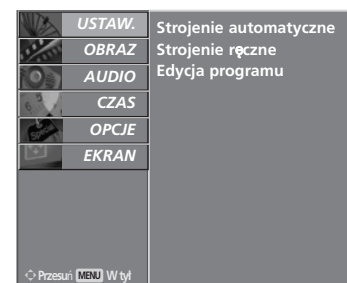 USTAW.
OBRAZ
AUDIO
CZAS
OPCJE
EKRAN
Strojenie automatyczne
Strojenie ręczne
Edycja programu
Przesuń MENU W tył